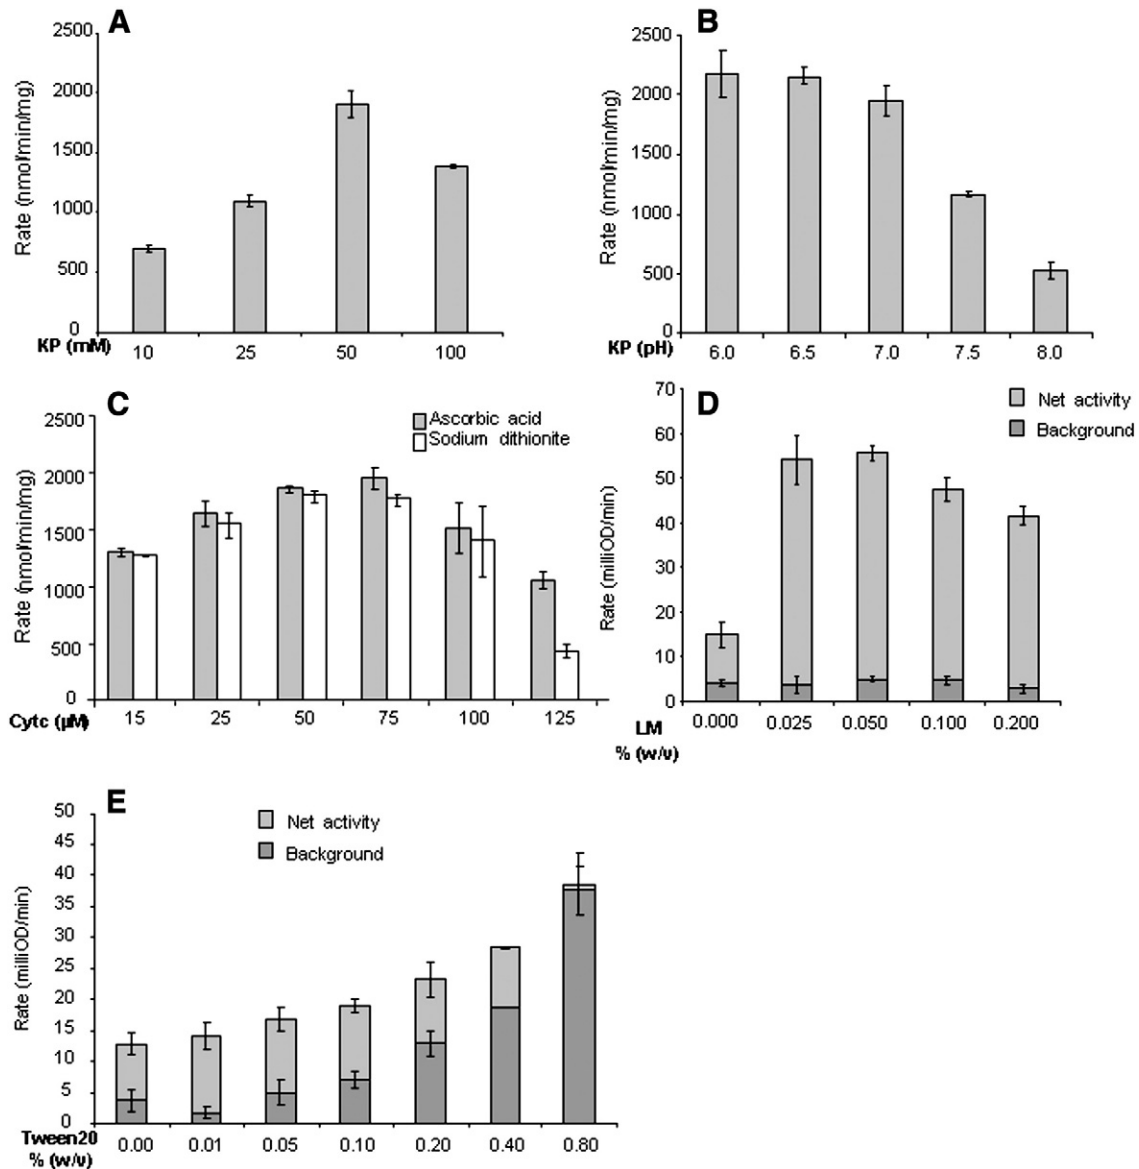 A
2500
2000
1500
1000
500
0
Rate (nmol/min/mg)
KP (mM)
10 25 50 100
B
2500
2000
1500
1000
500
0
Rate (nmol/min/mg)
KP (pH)
6.0 6.5 7.0 7.5 8.0
C
Ascorbic acid
Sodium dithionite
2500
2000
1500
1000
500
0
Rate (nmol/min/mg)
Cytc (µM)
15 25 50 75 100 125
D
Net activity
Background
70
60
50
40
30
20
10
0
Rate (milliOD/min)
0.000 0.025 0.050 0.100 0.200
LM
% (w/υ)
E
Net activity
Background
50
45
40
35
30
25
20
15
10
5
0
Rate (milliOD/min)
Tween20
% (w/υ)
0.00 0.01 0.05 0.10 0.20 0.40 0.80